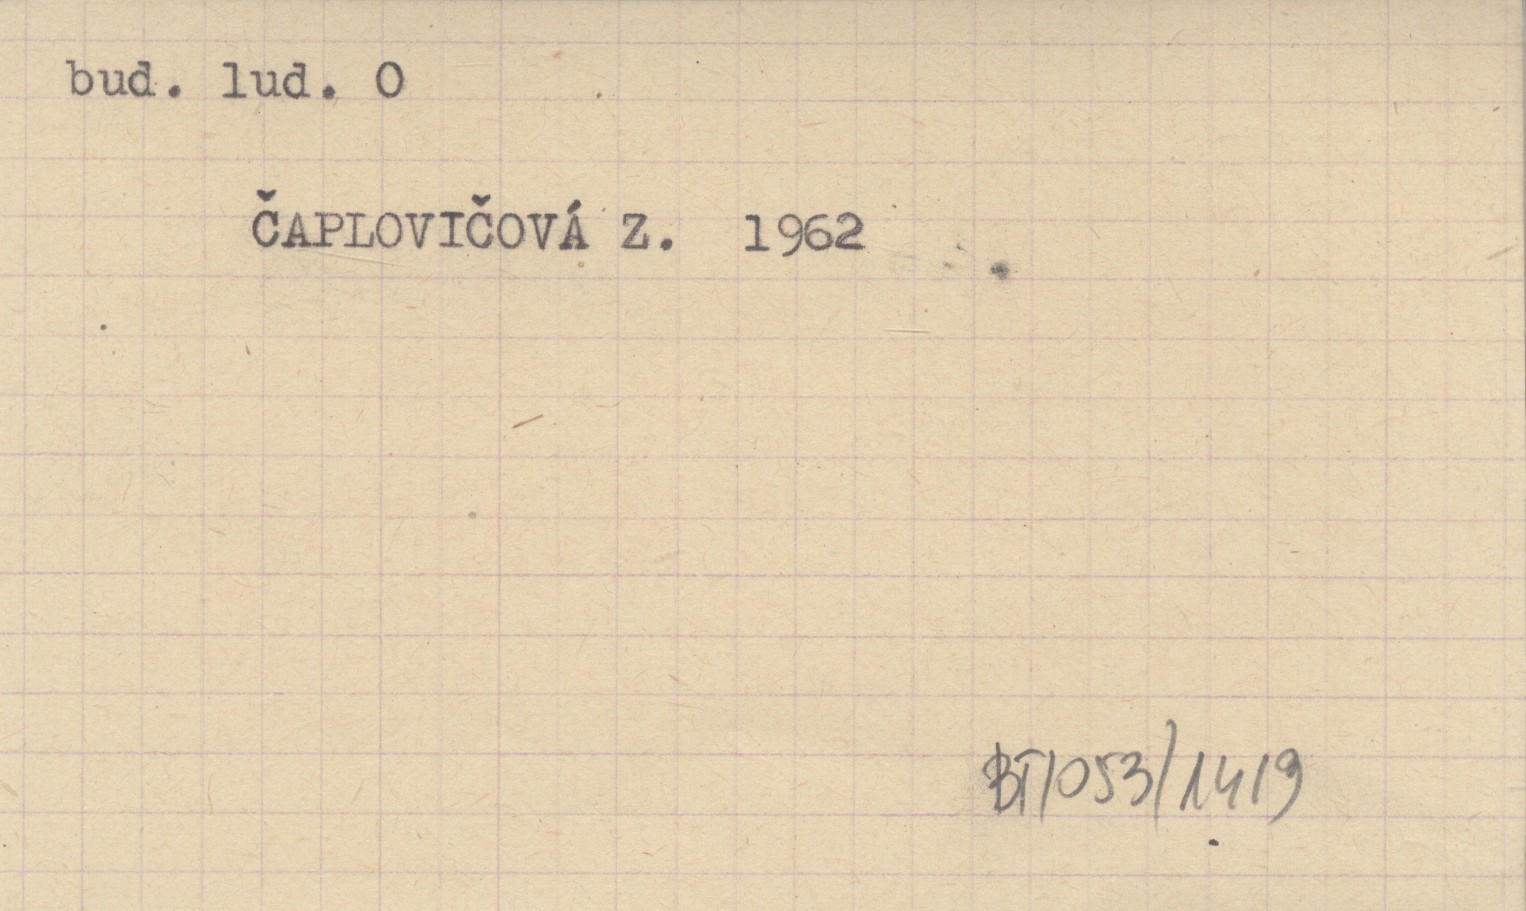 bud. lud. O
ČAPLOVIČOVÁ Z. 1962
BT/053/1419